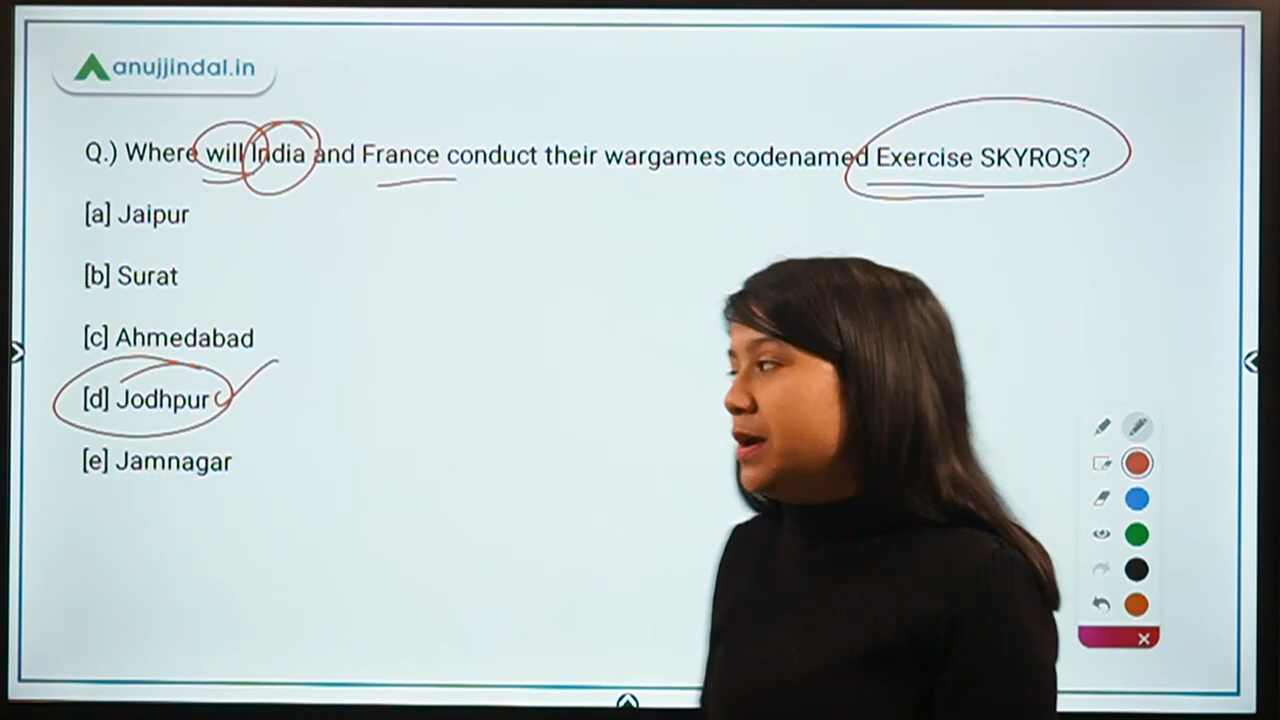 anujjindal.in
Q.) Where will India and France conduct their wargames codenamed Exercise SKYROS?
[a] Jaipur
[b] Surat
[c] Ahmedabad
[d] Jodhpur
[e] Jamnagar